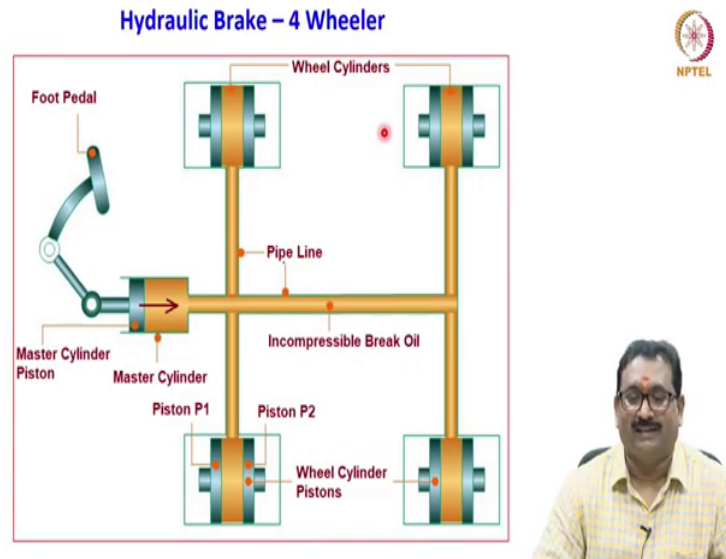 Hydraulic Brake – 4 Wheeler
NPTEL
Foot Pedal
Wheel Cylinders
Pipe Line
Incompressible Break Oil
Master Cylinder
Piston
Master Cylinder
Piston P1
Piston P2
Wheel Cylinder
Pistons